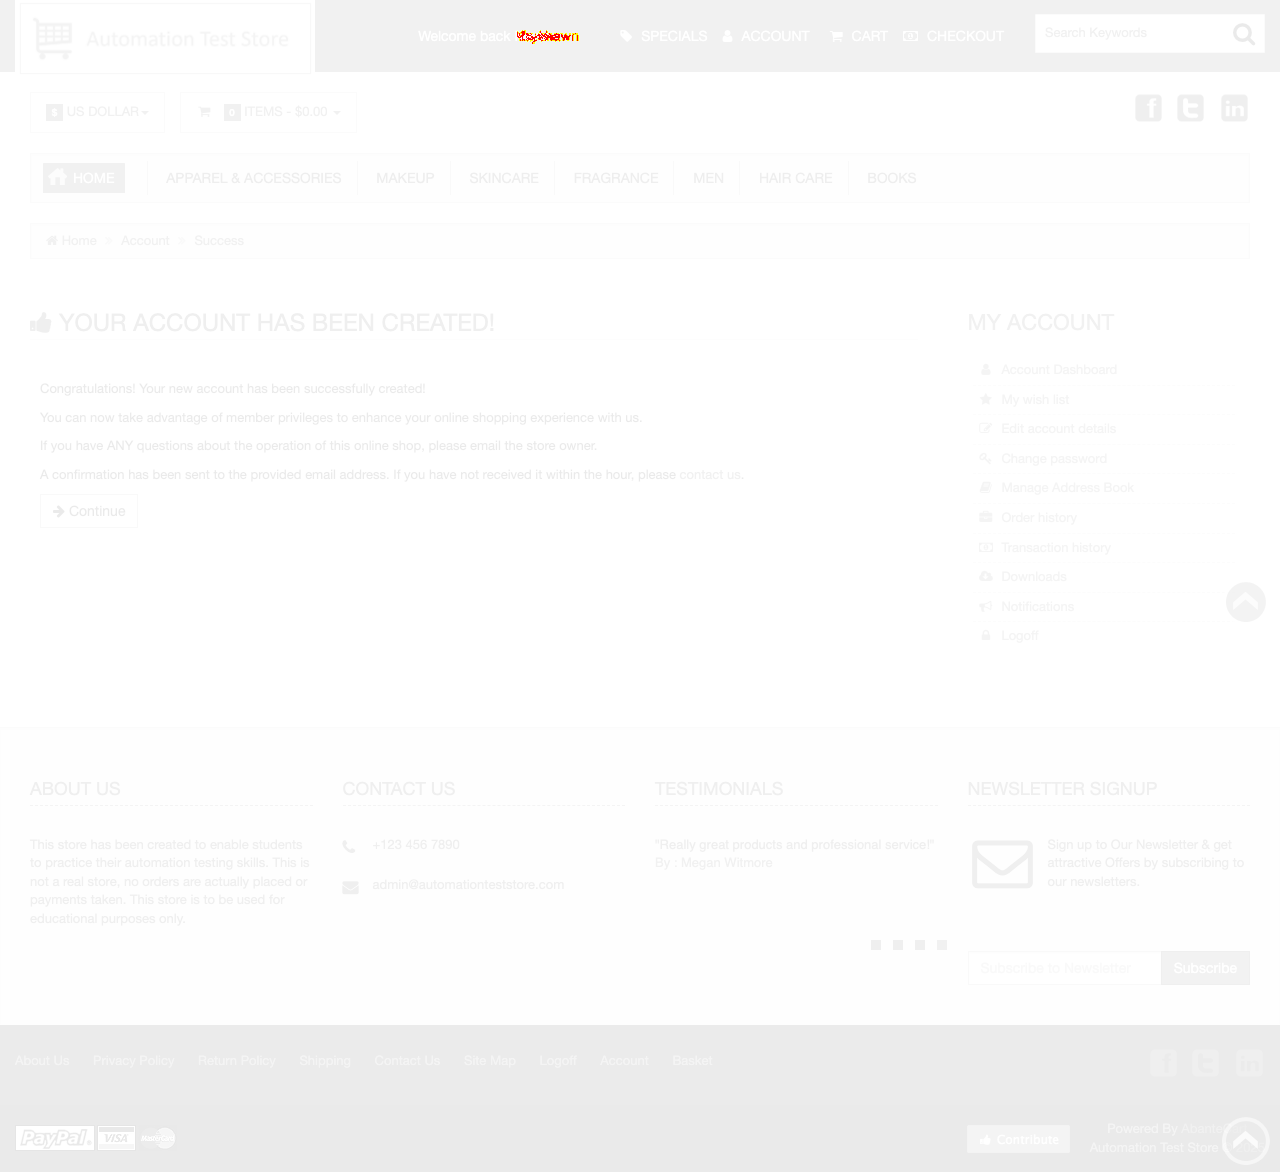 Automation Test Store
Welcome back
SPECIALS
ACCOUNT
CART
CHECKOUT
Search Keywords
$ US DOLLAR
0 ITEMS - $0.00
HOME
APPAREL & ACCESSORIES
MAKEUP
SKINCARE
FRAGRANCE
MEN
HAIR CARE
BOOKS
Home
Account
Success
YOUR ACCOUNT HAS BEEN CREATED!
Congratulations! Your new account has been successfully created!
You can now take advantage of member privileges to enhance your online shopping experience with us.
If you have ANY questions about the operation of this online shop, please email the store owner.
A confirmation has been sent to the provided email address. If you have not received it within the hour, please contact us.
Continue
MY ACCOUNT
Account Dashboard
My wish list
Edit account details
Change password
Manage Address Book
Order history
Transaction history
Downloads
Notifications
Logoff
ABOUT US
This store has been created to enable students
to practice their automation testing skills. This is
not a real store, no orders are actually placed or
payments taken. This store is to be used for
educational purposes only.
CONTACT US
+123 456 7890
admin@automationteststore.com
TESTIMONIALS
"Really great products and professional service!"
By : Megan Witmore
NEWSLETTER SIGNUP
Sign up to Our Newsletter & get
attractive Offers by subscribing to
our newsletters.
Subscribe to Newsletter
Subscribe
About Us
Privacy Policy
Return Policy
Shipping
Contact Us
Site Map
Logoff
Account
Basket
PayPal
VISA
Contribute
Powered By
Automation Test Store